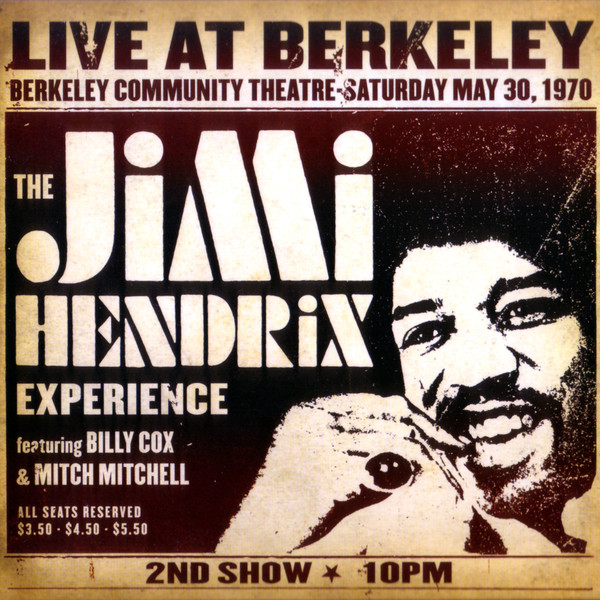 LIVE AT BERKELEY
BERKELEY COMMUNITY THEATRE-SATURDAY MAY 30, 1970
THE
JiMi
HENDRiX
EXPERIENCE
featuring BILLY COX
& MITCH MITCHELL
ALL SEATS RESERVED
$3.50 · $4.50 · $5.50
2ND SHOW ★ 10PM